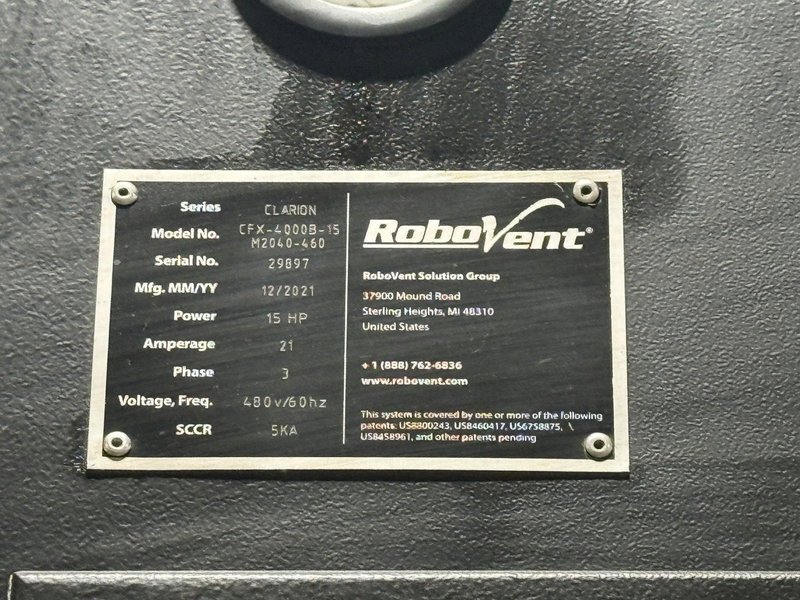 Series CLARION
Model No. CFX-4000B-15
M2040-460
Serial No. 29897
Mfg. MM/YY 12/2021
Power 15 HP
Amperage 21
Phase 3
Voltage, Freq. 480v/60hz
SCCR 5KA
RoboVent®
RoboVent Solution Group
37900 Mound Road
Sterling Heights, MI 48310
United States
+1 (888) 762-6836
www.robovent.com
This system is covered by one or more of the following
patents: US8800243, US8460417, US6758875, \
US8458961, and other patents pending